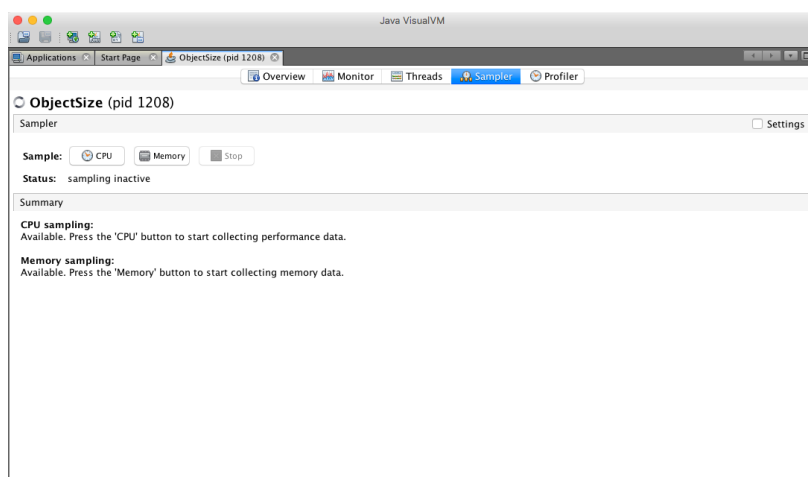 Java VisualVM
Applications Start Page ObjectSize (pid 1208)
Overview Monitor Threads Sampler Profiler
ObjectSize (pid 1208)
Sampler Settings
Sample: CPU Memory Stop
Status: sampling inactive
Summary
CPU sampling:
Available. Press the 'CPU' button to start collecting performance data.
Memory sampling:
Available. Press the 'Memory' button to start collecting memory data.